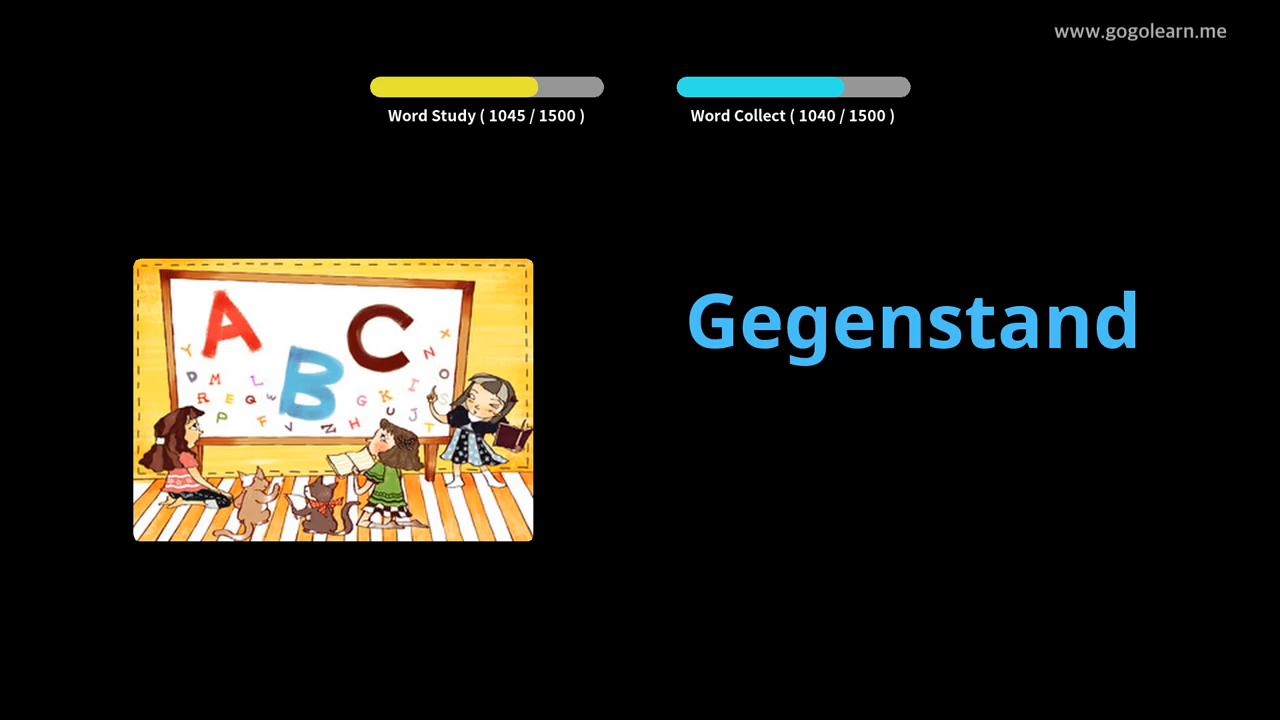 www.gogolearn.me
Word Study ( 1045 / 1500 )
Word Collect ( 1040 / 1500 )
Gegenstand
A B C
Y D M L R E Q W P F V Z H G K U I J N O X S T